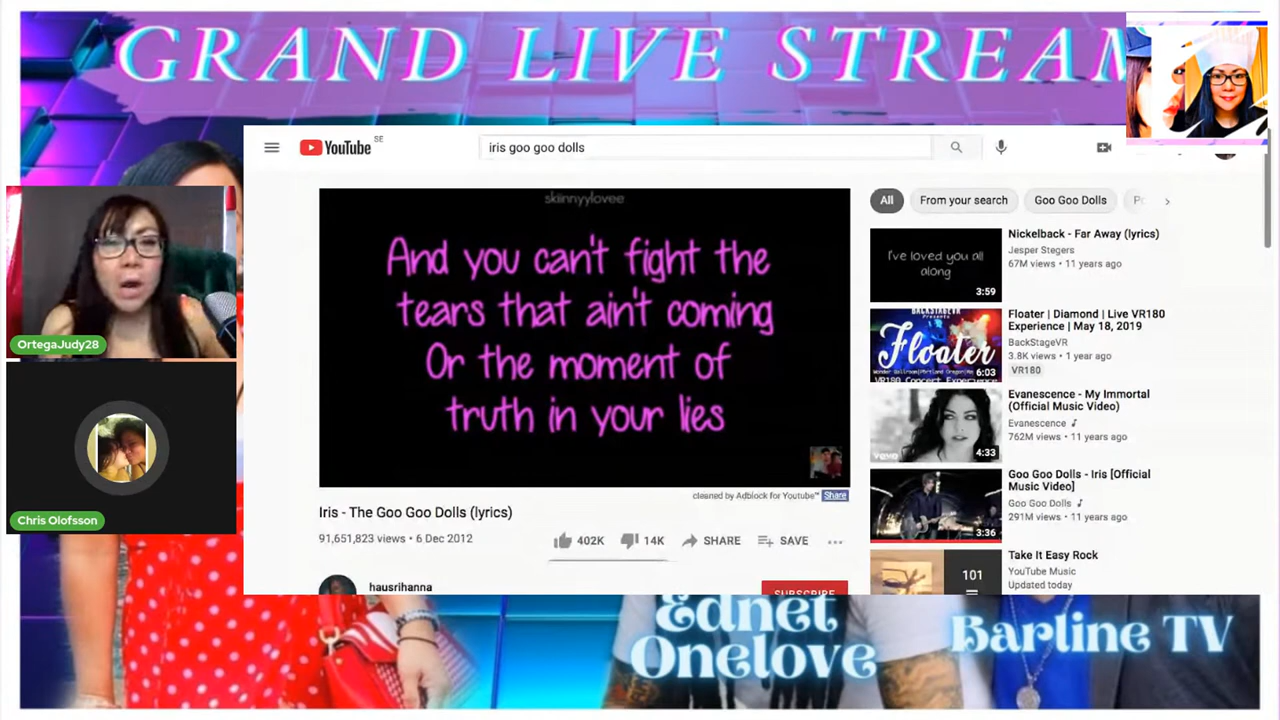 GRAND LIVE STREAM
YouTube SE
iris goo goo dolls
OrtegaJudy28
Chris Olofsson
skiinnyylovee
And you can't fight the
tears that ain't coming
Or the moment of
truth in your lies
cleaned by Adblock for Youtube™ Share
Iris - The Goo Goo Dolls (lyrics)
91,651,823 views • 6 Dec 2012
402K 14K SHARE SAVE
hausrihanna
SUBSCRIBE
All From your search Goo Goo Dolls
I've loved you all
along
3:59
Nickelback - Far Away (lyrics)
Jesper Stegers
67M views • 11 years ago
BACKSTAGEVR
Presents
Floater
6:03
Floater | Diamond | Live VR180
Experience | May 18, 2019
BackStageVR
3.8K views • 1 year ago
VR180
vevo
4:33
Evanescence - My Immortal
(Official Music Video)
Evanescence
762M views • 11 years ago
3:36
Goo Goo Dolls - Iris [Official
Music Video]
Goo Goo Dolls
291M views • 11 years ago
101
Take It Easy Rock
YouTube Music
Updated today
Ednet
Onelove
Barline TV